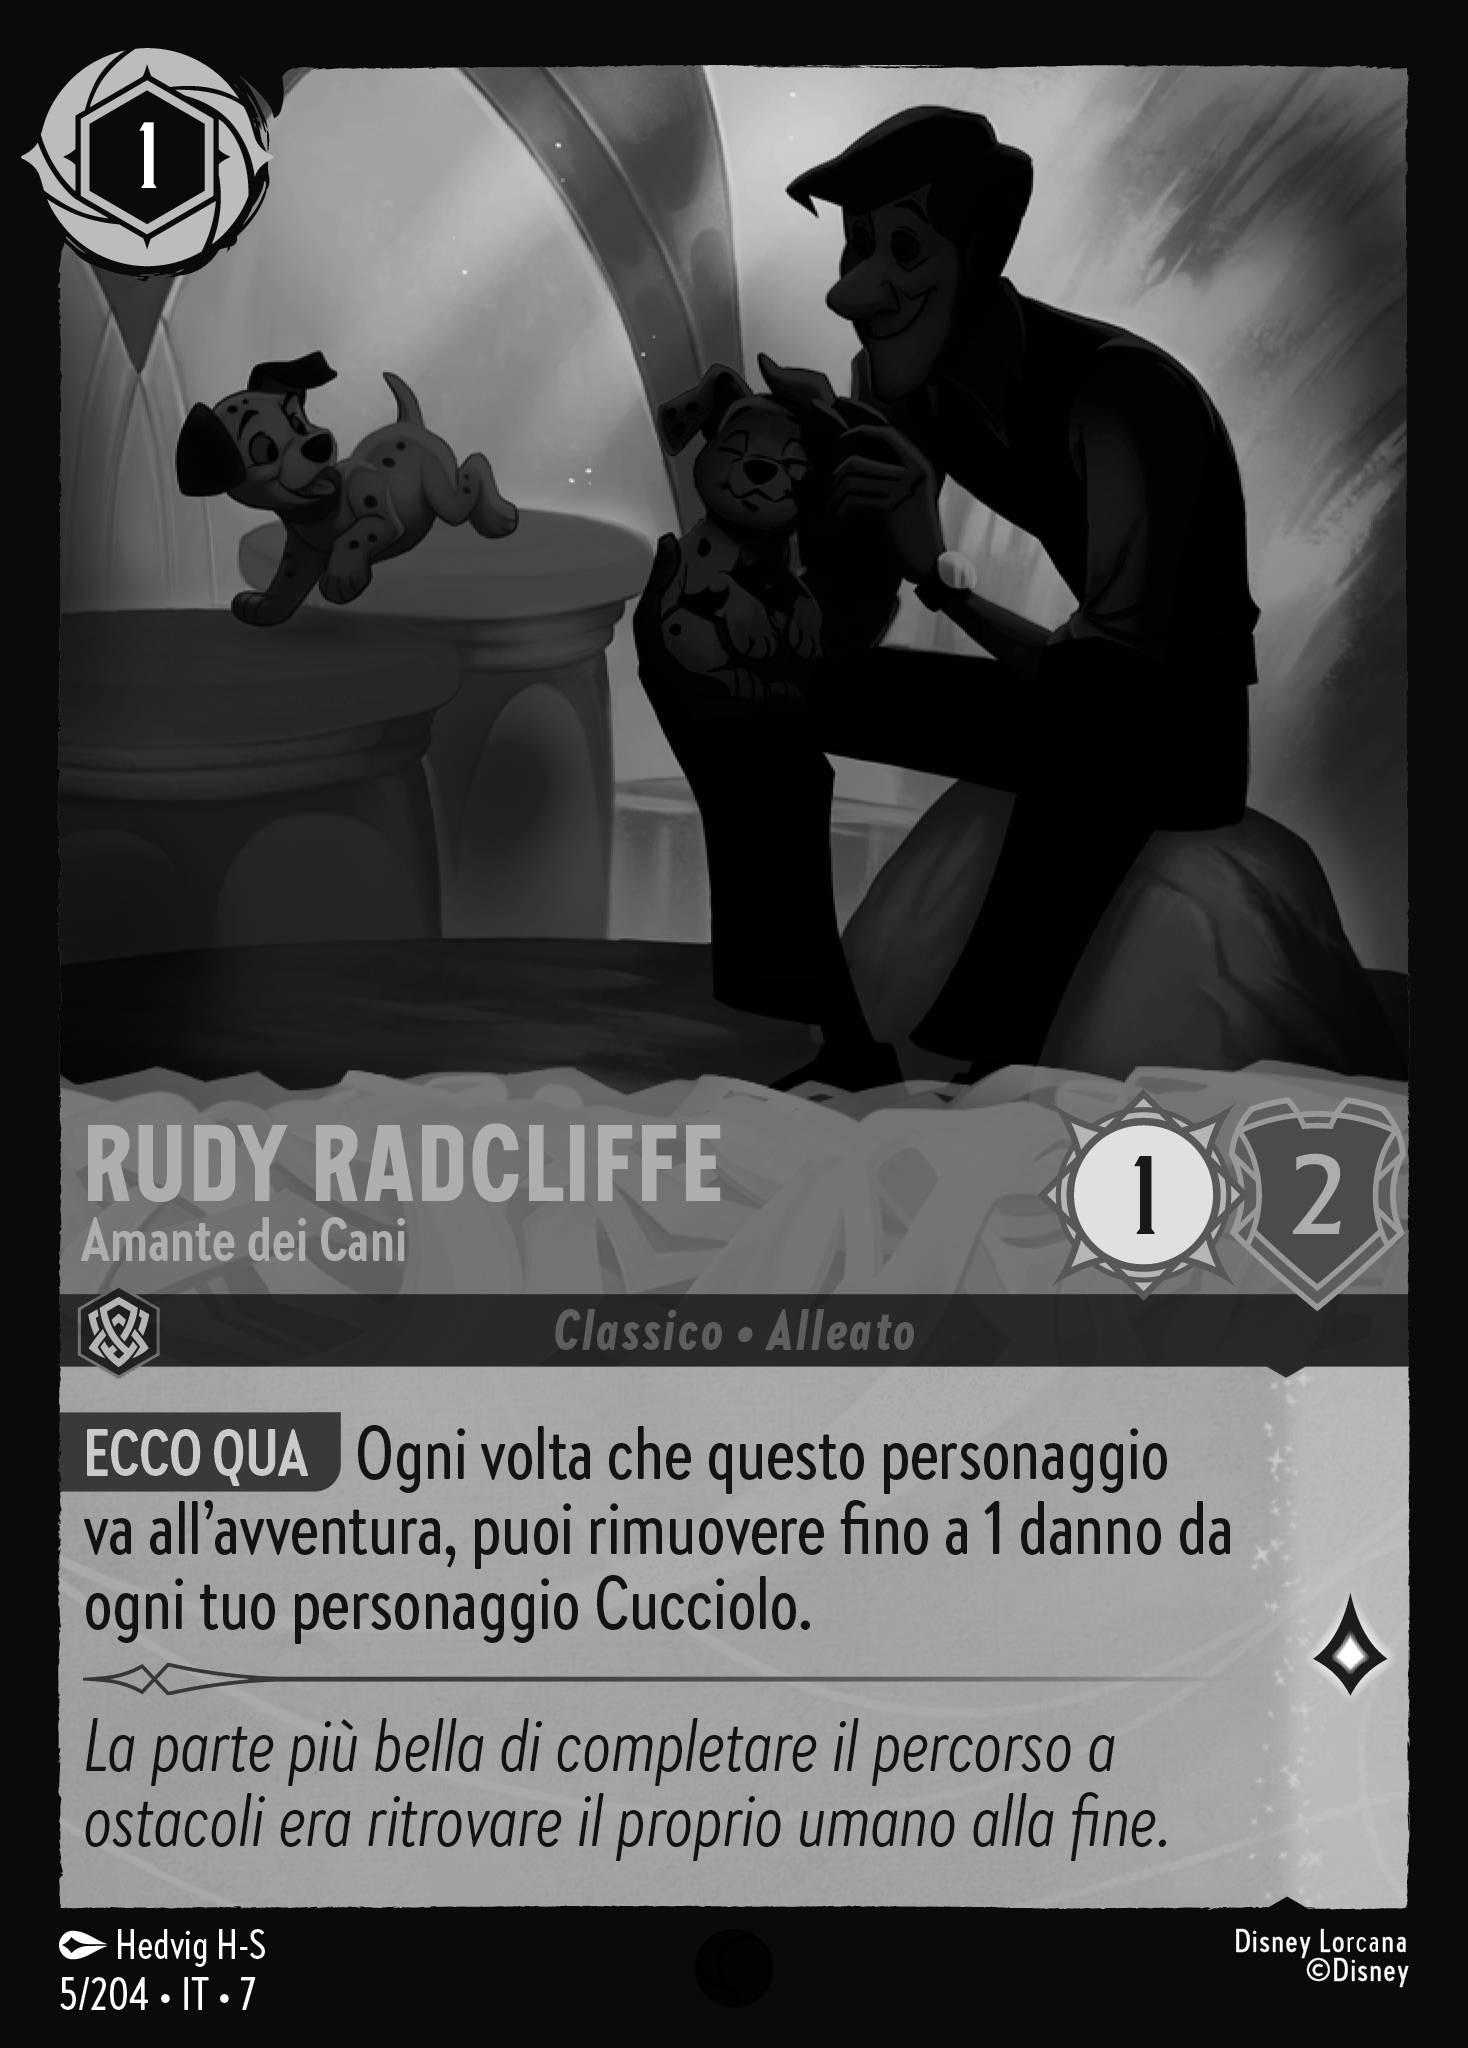 1
RUDY RADCLIFFE
Amante dei Cani
1 2
Classico • Alleato
ECCO QUA Ogni volta che questo personaggio
va all’avventura, puoi rimuovere fino a 1 danno da
ogni tuo personaggio Cucciolo.
La parte più bella di completare il percorso a
ostacoli era ritrovare il proprio umano alla fine.
Hedvig H-S
5/204 • IT • 7
Disney Lorcana
©Disney